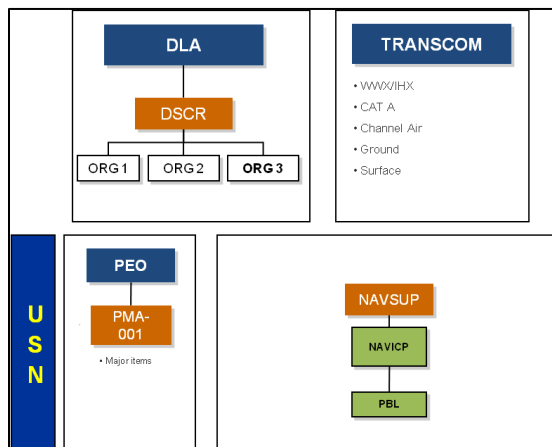 DLA
DSCR
ORG 1
ORG 2
ORG 3
TRANSCOM
• WWX/IHX
• CAT A
• Channel Air
• Ground
• Surface
U
S
N
PEO
PMA-
001
• Major items
NAVSUP
NAVICP
PBL